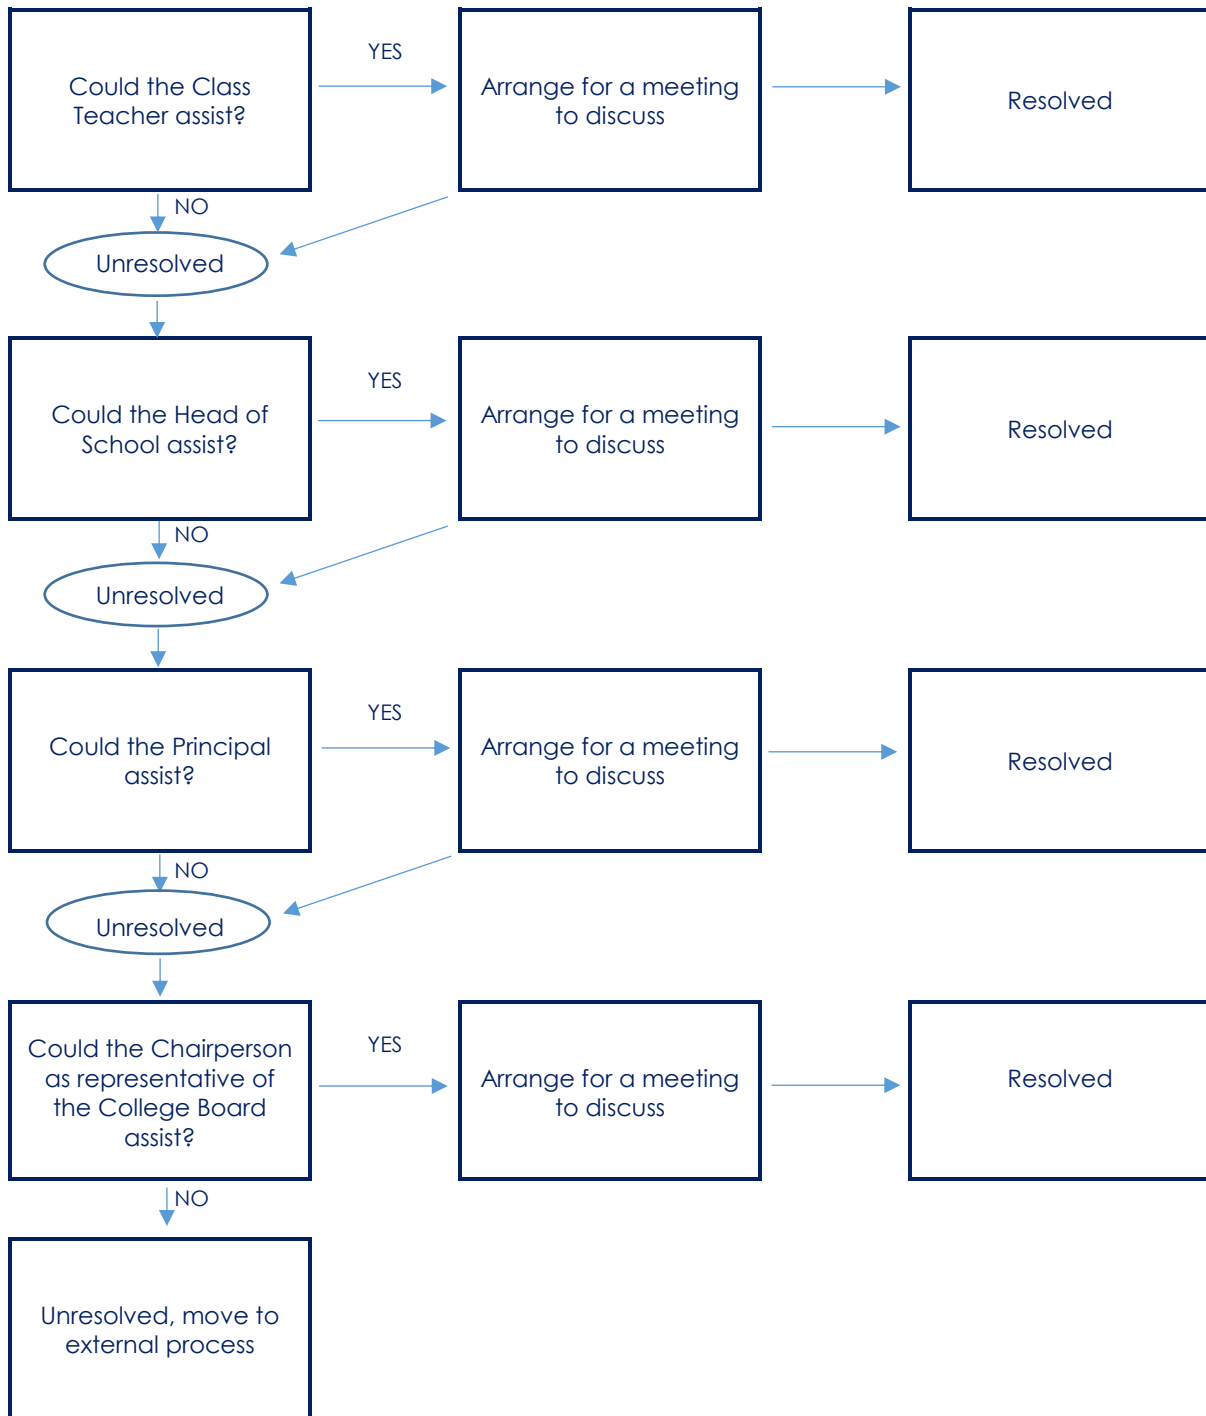 Could the Class
Teacher assist?
YES
Arrange for a meeting
to discuss
Resolved
NO
Unresolved
Could the Head of
School assist?
YES
Arrange for a meeting
to discuss
Resolved
NO
Unresolved
Could the Principal
assist?
YES
Arrange for a meeting
to discuss
Resolved
NO
Unresolved
Could the Chairperson
as representative of
the College Board
assist?
YES
Arrange for a meeting
to discuss
Resolved
NO
Unresolved, move to
external process